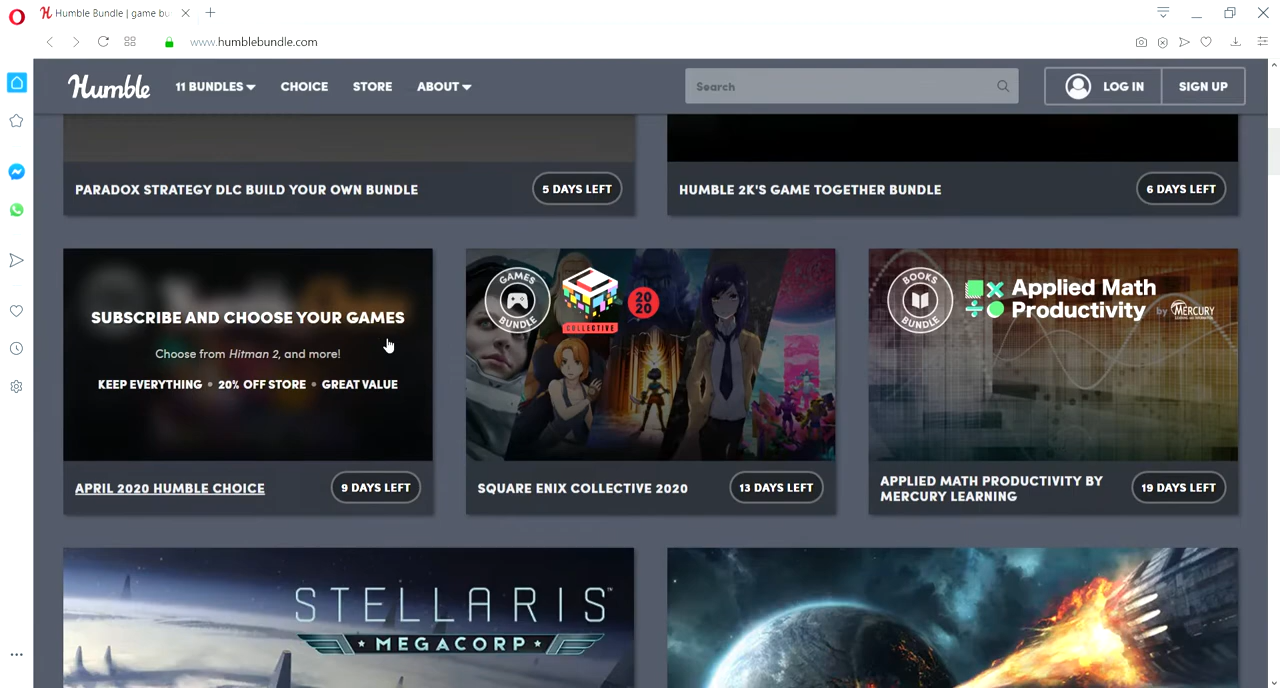 Humble Bundle | game bu
www.humblebundle.com
Humble
11 BUNDLES
CHOICE
STORE
ABOUT
Search
LOG IN
SIGN UP
PARADOX STRATEGY DLC BUILD YOUR OWN BUNDLE
5 DAYS LEFT
HUMBLE 2K'S GAME TOGETHER BUNDLE
6 DAYS LEFT
SUBSCRIBE AND CHOOSE YOUR GAMES
Choose from Hitman 2, and more!
KEEP EVERYTHING • 20% OFF STORE • GREAT VALUE
APRIL 2020 HUMBLE CHOICE
9 DAYS LEFT
GAMES
BUNDLE
COLLECTIVE
20
20
SQUARE ENIX COLLECTIVE 2020
13 DAYS LEFT
BOOKS
BUNDLE
Applied Math
Productivity by MERCURY
APPLIED MATH PRODUCTIVITY BY
MERCURY LEARNING
19 DAYS LEFT
STELLARIS™
MEGACORP